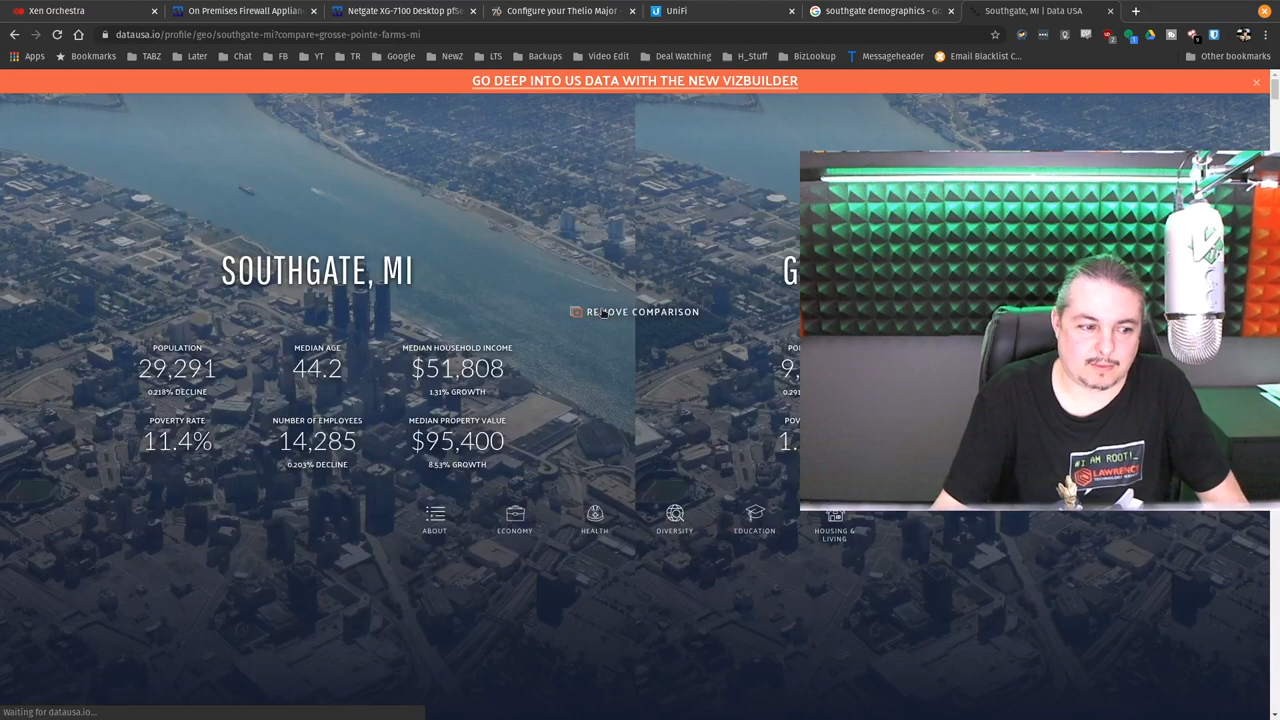 Xen Orchestra
On Premises Firewall Applian
Netgate XG-7100 Desktop pfSe
Configure your Thelio Major -
UniFi
southgate demographics - Go
Southgate, MI | Data USA
datausa.io/profile/geo/southgate-mi?compare=grosse-pointe-farms-mi
Apps
Bookmarks
TABZ
Later
Chat
FB
YT
TR
Google
NewZ
LTS
Backups
Video Edit
Deal Watching
H_Stuff
BizLookup
Messageheader
Email Blacklist C...
Other bookmarks
GO DEEP INTO US DATA WITH THE NEW VIZBUILDER
SOUTHGATE, MI
G
REMOVE COMPARISON
POPULATION
MEDIAN AGE
MEDIAN HOUSEHOLD INCOME
29,291
44.2
$51,808
9,
0.218% DECLINE
1.31% GROWTH
0.291
POVERTY RATE
NUMBER OF EMPLOYEES
MEDIAN PROPERTY VALUE
11.4%
14,285
$95,400
1.
0.203% DECLINE
8.53% GROWTH
ABOUT
ECONOMY
HEALTH
DIVERSITY
EDUCATION
HOUSING &
LIVING
#I AM ROOT!_
LAWRENCE
Waiting for datausa.io...